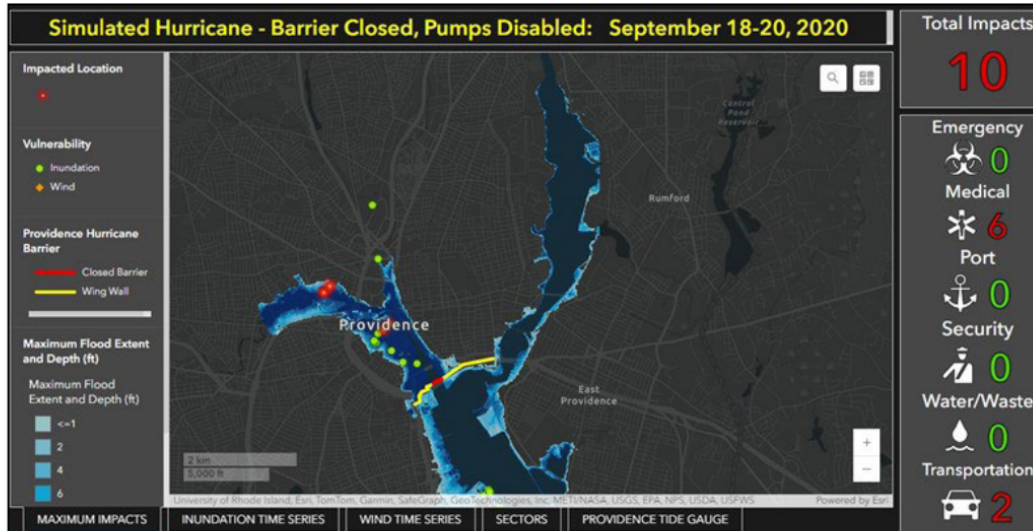 Simulated Hurricane - Barrier Closed, Pumps Disabled: September 18-20, 2020
Impacted Location
Vulnerability
Inundation
Wind
Providence Hurricane
Barrier
Closed Barrier
Wing Wall
Maximum Flood Extent
and Depth (ft)
Maximum Flood
Extent and Depth (ft)
<=1
2
4
6
Central
Pond
Reservoir
Rumford
Providence
East
Providence
2 km
5,000 ft
+
−
University of Rhode Island, Esri, TomTom, Garmin, SafeGraph, GeoTechnologies, Inc, METI/NASA, USGS, EPA, NPS, USDA, USFWS
Powered by Esri
MAXIMUM IMPACTS
INUNDATION TIME SERIES
WIND TIME SERIES
SECTORS
PROVIDENCE TIDE GAUGE
Total Impacts
10
Emergency
0
Medical
6
Port
0
Security
0
Water/Waste
0
Transportation
2